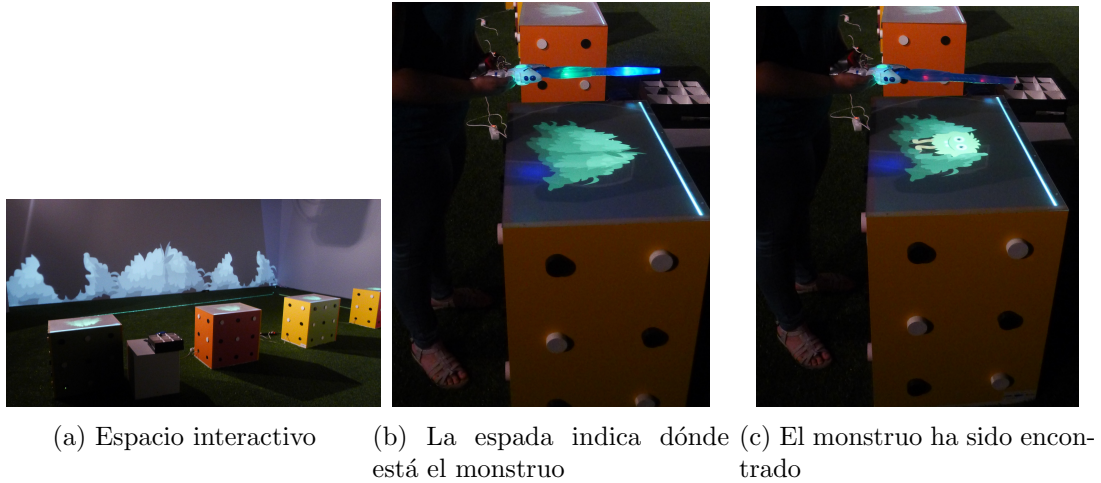 (a) Espacio interactivo
(b) La espada indica dónde
está el monstruo
(c) El monstruo ha sido encon-
trado